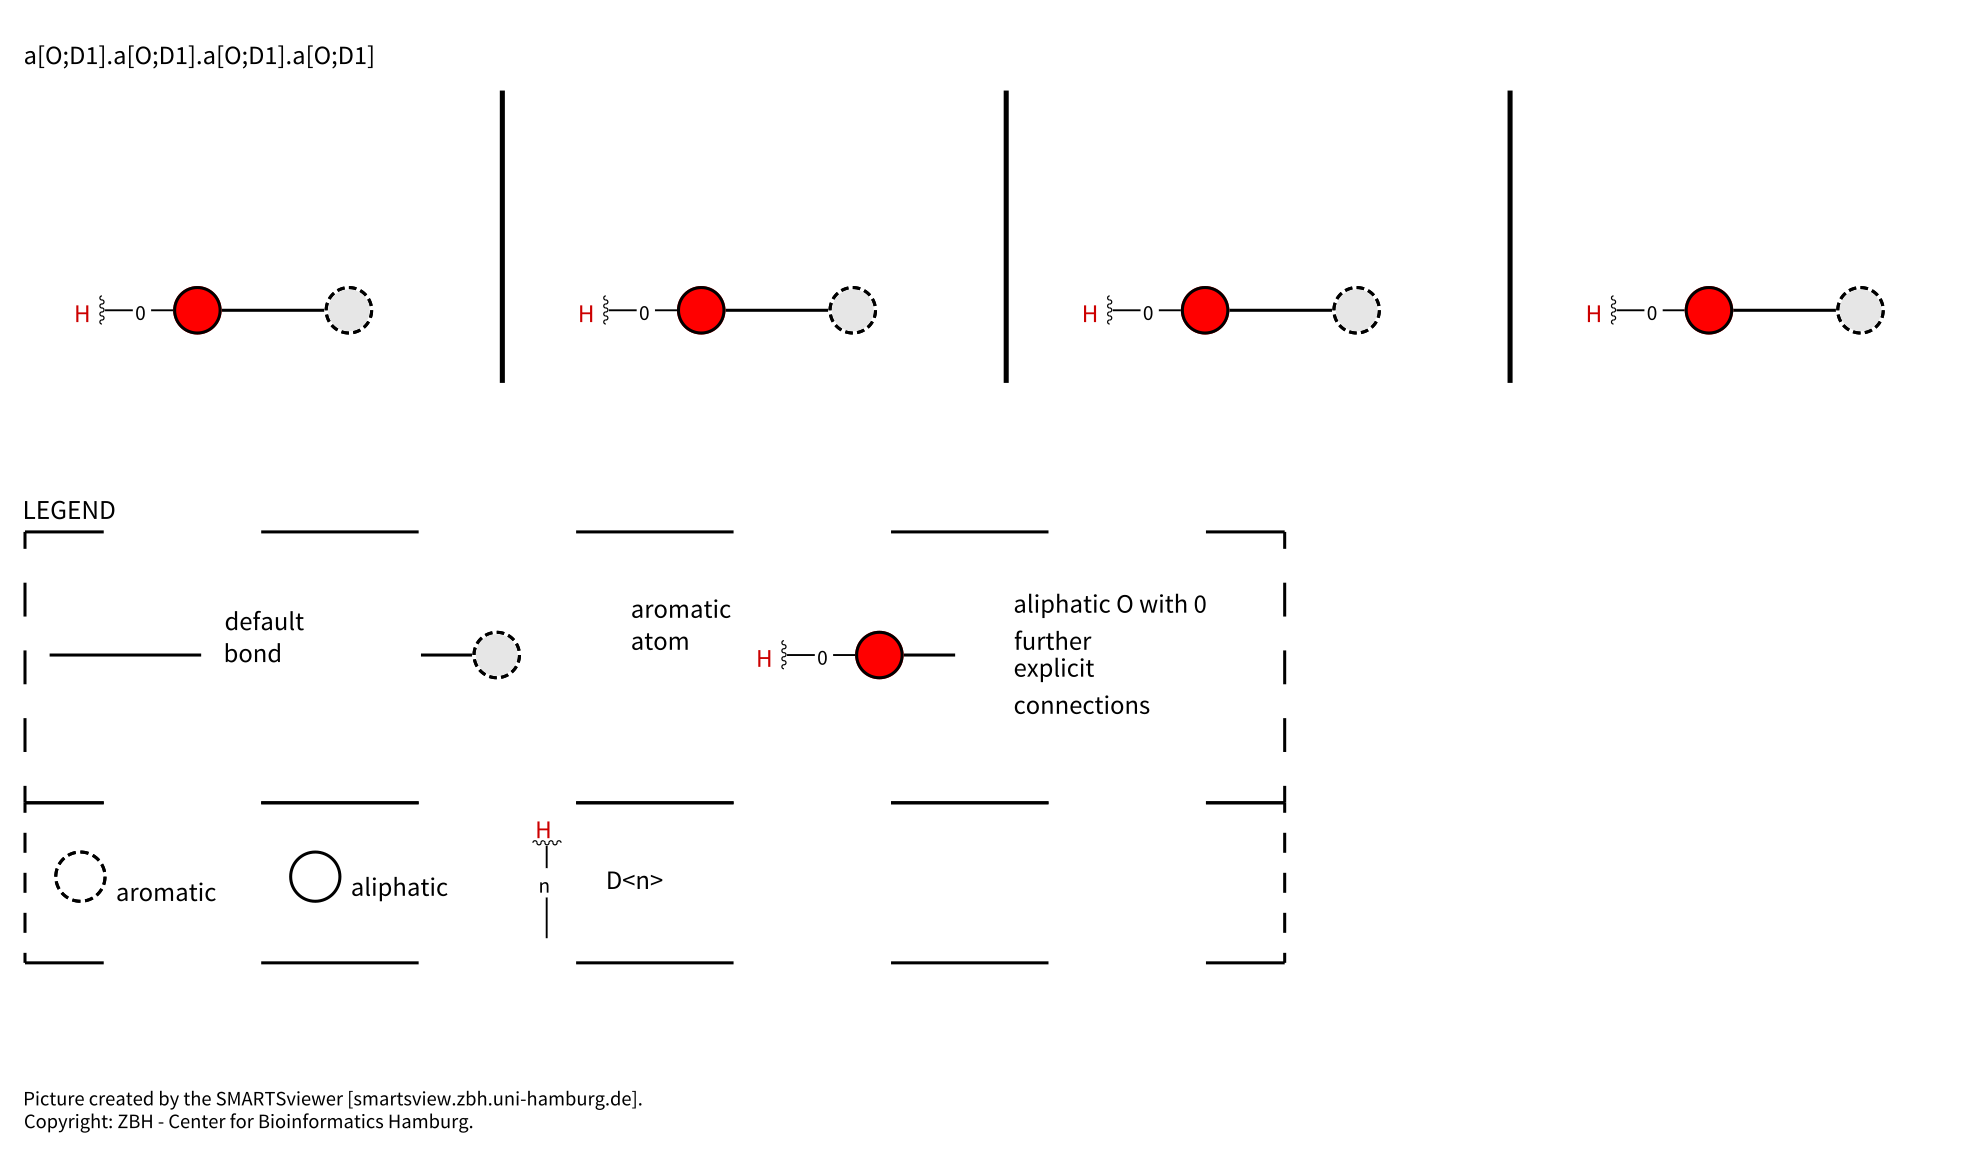 a[O;D1].a[O;D1].a[O;D1].a[O;D1]
H 0 H 0 H 0 H 0
LEGEND
default
bond
aromatic
atom
H 0
aliphatic O with 0
further
explicit
connections
aromatic
aliphatic
H
n
D<n>
Picture created by the SMARTSviewer [smartsview.zbh.uni-hamburg.de].
Copyright: ZBH - Center for Bioinformatics Hamburg.